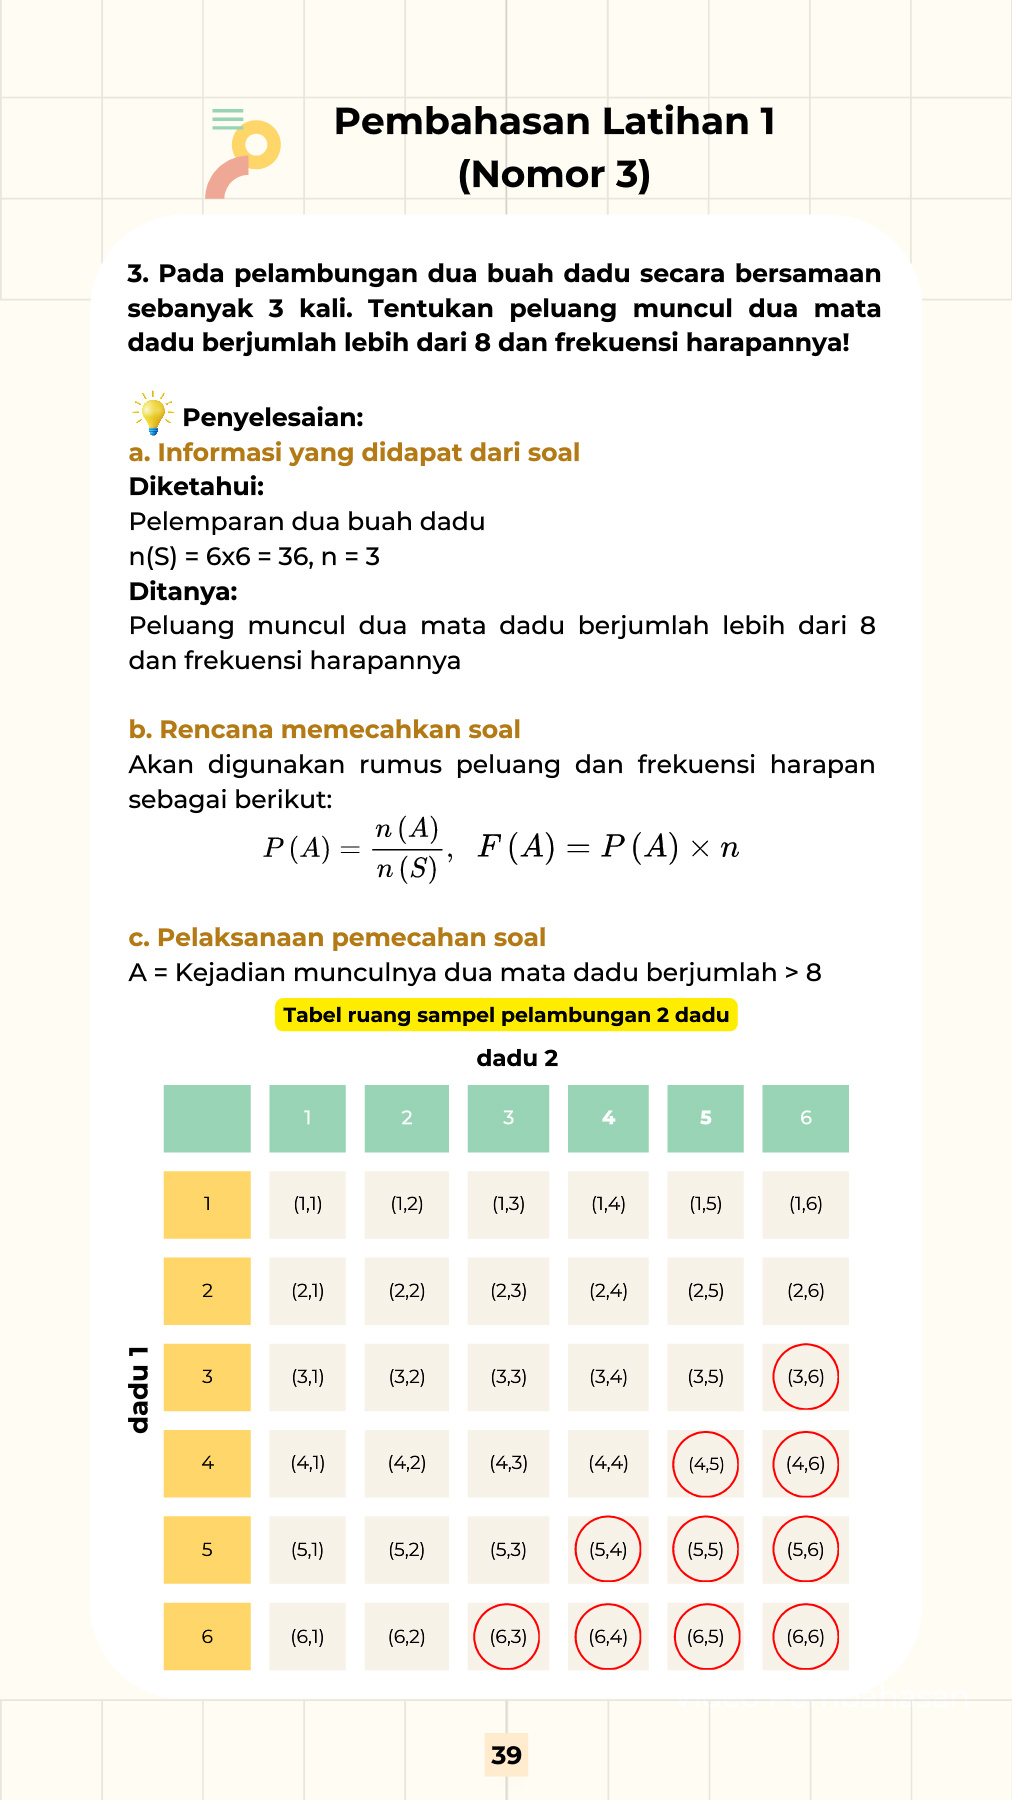 Pembahasan Latihan 1
(Nomor 3)
3. Pada pelambungan dua buah dadu secara bersamaan
sebanyak 3 kali. Tentukan peluang muncul dua mata
dadu berjumlah lebih dari 8 dan frekuensi harapannya!
Penyelesaian:
a. Informasi yang didapat dari soal
Diketahui:
Pelemparan dua buah dadu
n(S) = 6x6 = 36, n = 3
Ditanya:
Peluang muncul dua mata dadu berjumlah lebih dari 8
dan frekuensi harapannya
b. Rencana memecahkan soal
Akan digunakan rumus peluang dan frekuensi harapan
sebagai berikut:
P (A) = n (A) / n (S), F (A) = P (A) × n
c. Pelaksanaan pemecahan soal
A = Kejadian munculnya dua mata dadu berjumlah > 8
Tabel ruang sampel pelambungan 2 dadu
dadu 2
1 2 3 4 5 6
1 (1,1) (1,2) (1,3) (1,4) (1,5) (1,6)
2 (2,1) (2,2) (2,3) (2,4) (2,5) (2,6)
dadu 1
3 (3,1) (3,2) (3,3) (3,4) (3,5) (3,6)
4 (4,1) (4,2) (4,3) (4,4) (4,5) (4,6)
5 (5,1) (5,2) (5,3) (5,4) (5,5) (5,6)
6 (6,1) (6,2) (6,3) (6,4) (6,5) (6,6)
39